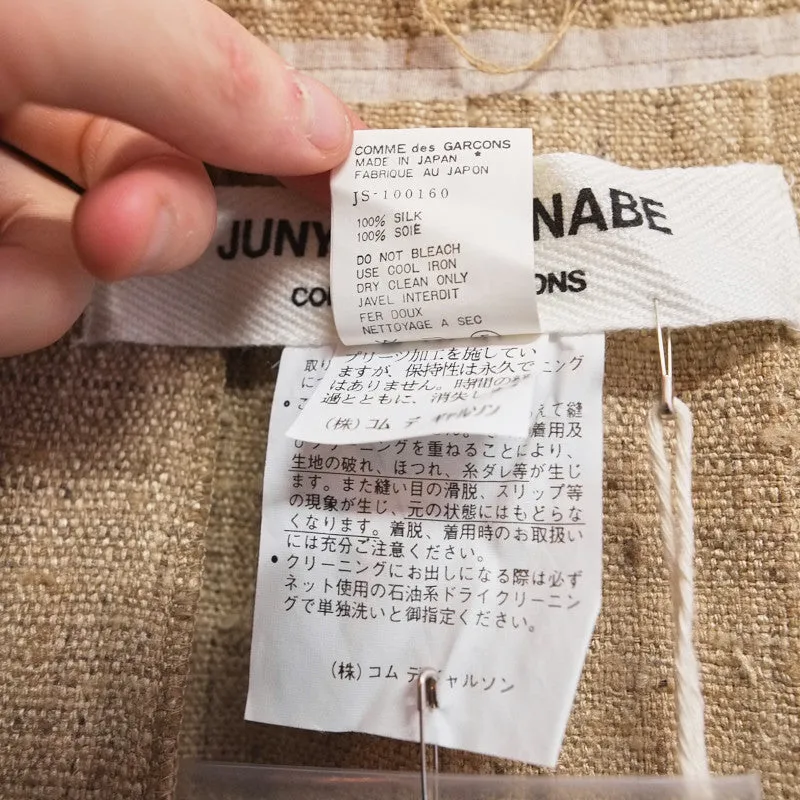 COMME des GARCONS
MADE IN JAPAN *
FABRIQUE AU JAPON
JS-100160
100% SILK
100% SOIE
DO NOT BLEACH
USE COOL IRON
DRY CLEAN ONLY
JAVEL INTERDIT
FER DOUX
NETTOYAGE A SEC
プリーツ加工を施してい
ますが、保持性は永久で
はありません。時間の
過とともに、消失し
(株)コム デ ギャルソン
取り
ニング
に
えて縫
着用及
びクリーニングを重ねることにより、
生地の破れ、ほつれ、糸ダレ等が生じ
ます。また縫い目の滑脱、スリップ等
の現象が生じ、元の状態にはもどらな
くなります。着脱、着用時のお取扱い
には充分ご注意ください。
•クリーニングにお出しになる際は必ず
ネット使用の石油系ドライクリーニン
グで単独洗いと御指定ください。
(株)コム デ ギャルソン